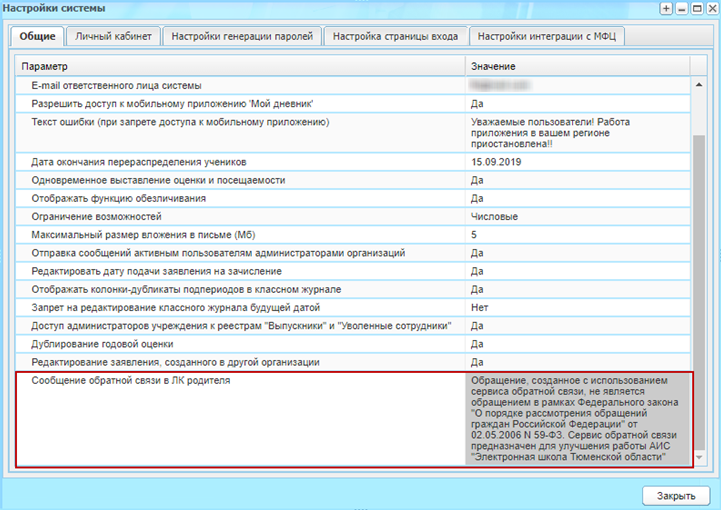 Настройки системы
Общие Личный кабинет Настройки генерации паролей Настройка страницы входа Настройки интеграции с МФЦ
Параметр Значение
E-mail ответственного лица системы
Разрешить доступ к мобильному приложению 'Мой дневник' Да
Текст ошибки (при запрете доступа к мобильному приложению) Уважаемые пользователи! Работа
приложения в вашем регионе
приостановлена!!
Дата окончания перераспределения учеников 15.09.2019
Одновременное выставление оценки и посещаемости Да
Отображать функцию обезличивания Да
Ограничение возможностей Числовые
Максимальный размер вложения в письме (Мб) 5
Отправка сообщений активным пользователям администраторами организаций Да
Редактировать дату подачи заявления на зачисление Да
Отображать колонки-дубликаты подпериодов в классном журнале Да
Запрет на редактирование классного журнала будущей датой Нет
Доступ администраторов учреждения к реестрам "Выпускники" и "Уволенные сотрудники" Да
Дублирование годовой оценки Да
Редактирование заявления, созданного в другой организации Да
Сообщение обратной связи в ЛК родителя Обращение, созданное с использованием
сервиса обратной связи, не является
обращением в рамках Федерального закона
"О порядке рассмотрения обращений
граждан Российской Федерации" от
02.05.2006 N 59-ФЗ. Сервис обратной связи
предназначен для улучшения работы АИС
"Электронная школа Тюменской области"
Закрыть